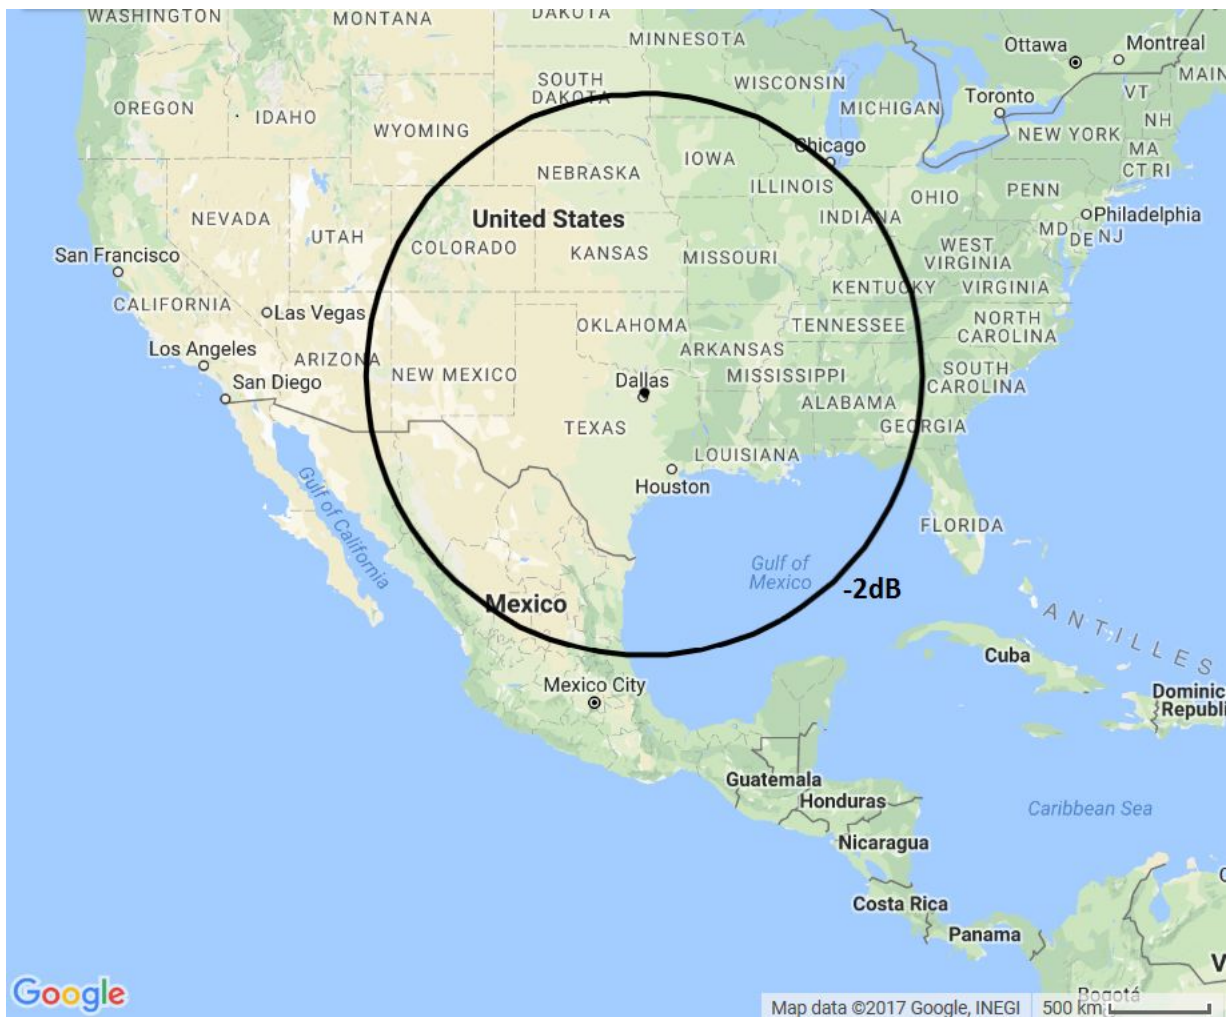 WASHINGTON
MONTANA
DAKOTA
MINNESOTA
Ottawa
Montreal
MAIN
OREGON
IDAHO
WYOMING
SOUTH
DAKOTA
WISCONSIN
MICHIGAN
Toronto
VT
NH
NEW YORK
MA
CT RI
Chicago
IOWA
NEBRASKA
ILLINOIS
INDIANA
OHIO
PENN
Philadelphia
MD
DE
NJ
NEVADA
UTAH
United States
COLORADO
KANSAS
MISSOURI
WEST
VIRGINIA
KENTUCKY
VIRGINIA
San Francisco
CALIFORNIA
Las Vegas
OKLAHOMA
TENNESSEE
NORTH
CAROLINA
Los Angeles
ARIZONA
NEW MEXICO
ARKANSAS
MISSISSIPPI
SOUTH
CAROLINA
San Diego
Dallas
TEXAS
ALABAMA
GEORGIA
LOUISIANA
Houston
Gulf of California
FLORIDA
Gulf of
Mexico
-2dB
Mexico
ANTILLES
Cuba
Mexico City
Dominic
Republi
Guatemala
Honduras
Caribbean Sea
Nicaragua
Costa Rica
Panama
V
Bogotá
Google
Map data ©2017 Google, INEGI
500 km